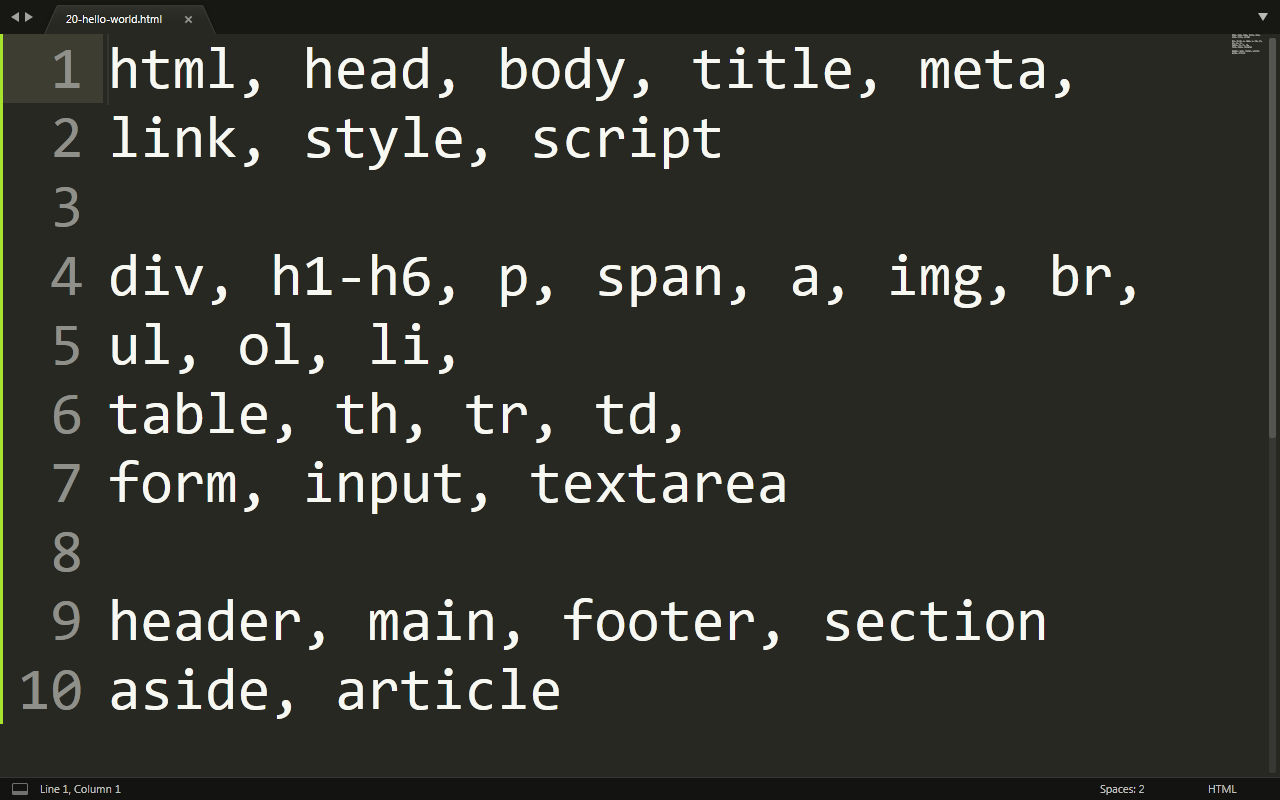 20-hello-world.html ×
1 html, head, body, title, meta,
2 link, style, script
3
4 div, h1-h6, p, span, a, img, br,
5 ul, ol, li,
6 table, th, tr, td,
7 form, input, textarea
8
9 header, main, footer, section
10 aside, article
Line 1, Column 1 Spaces: 2 HTML